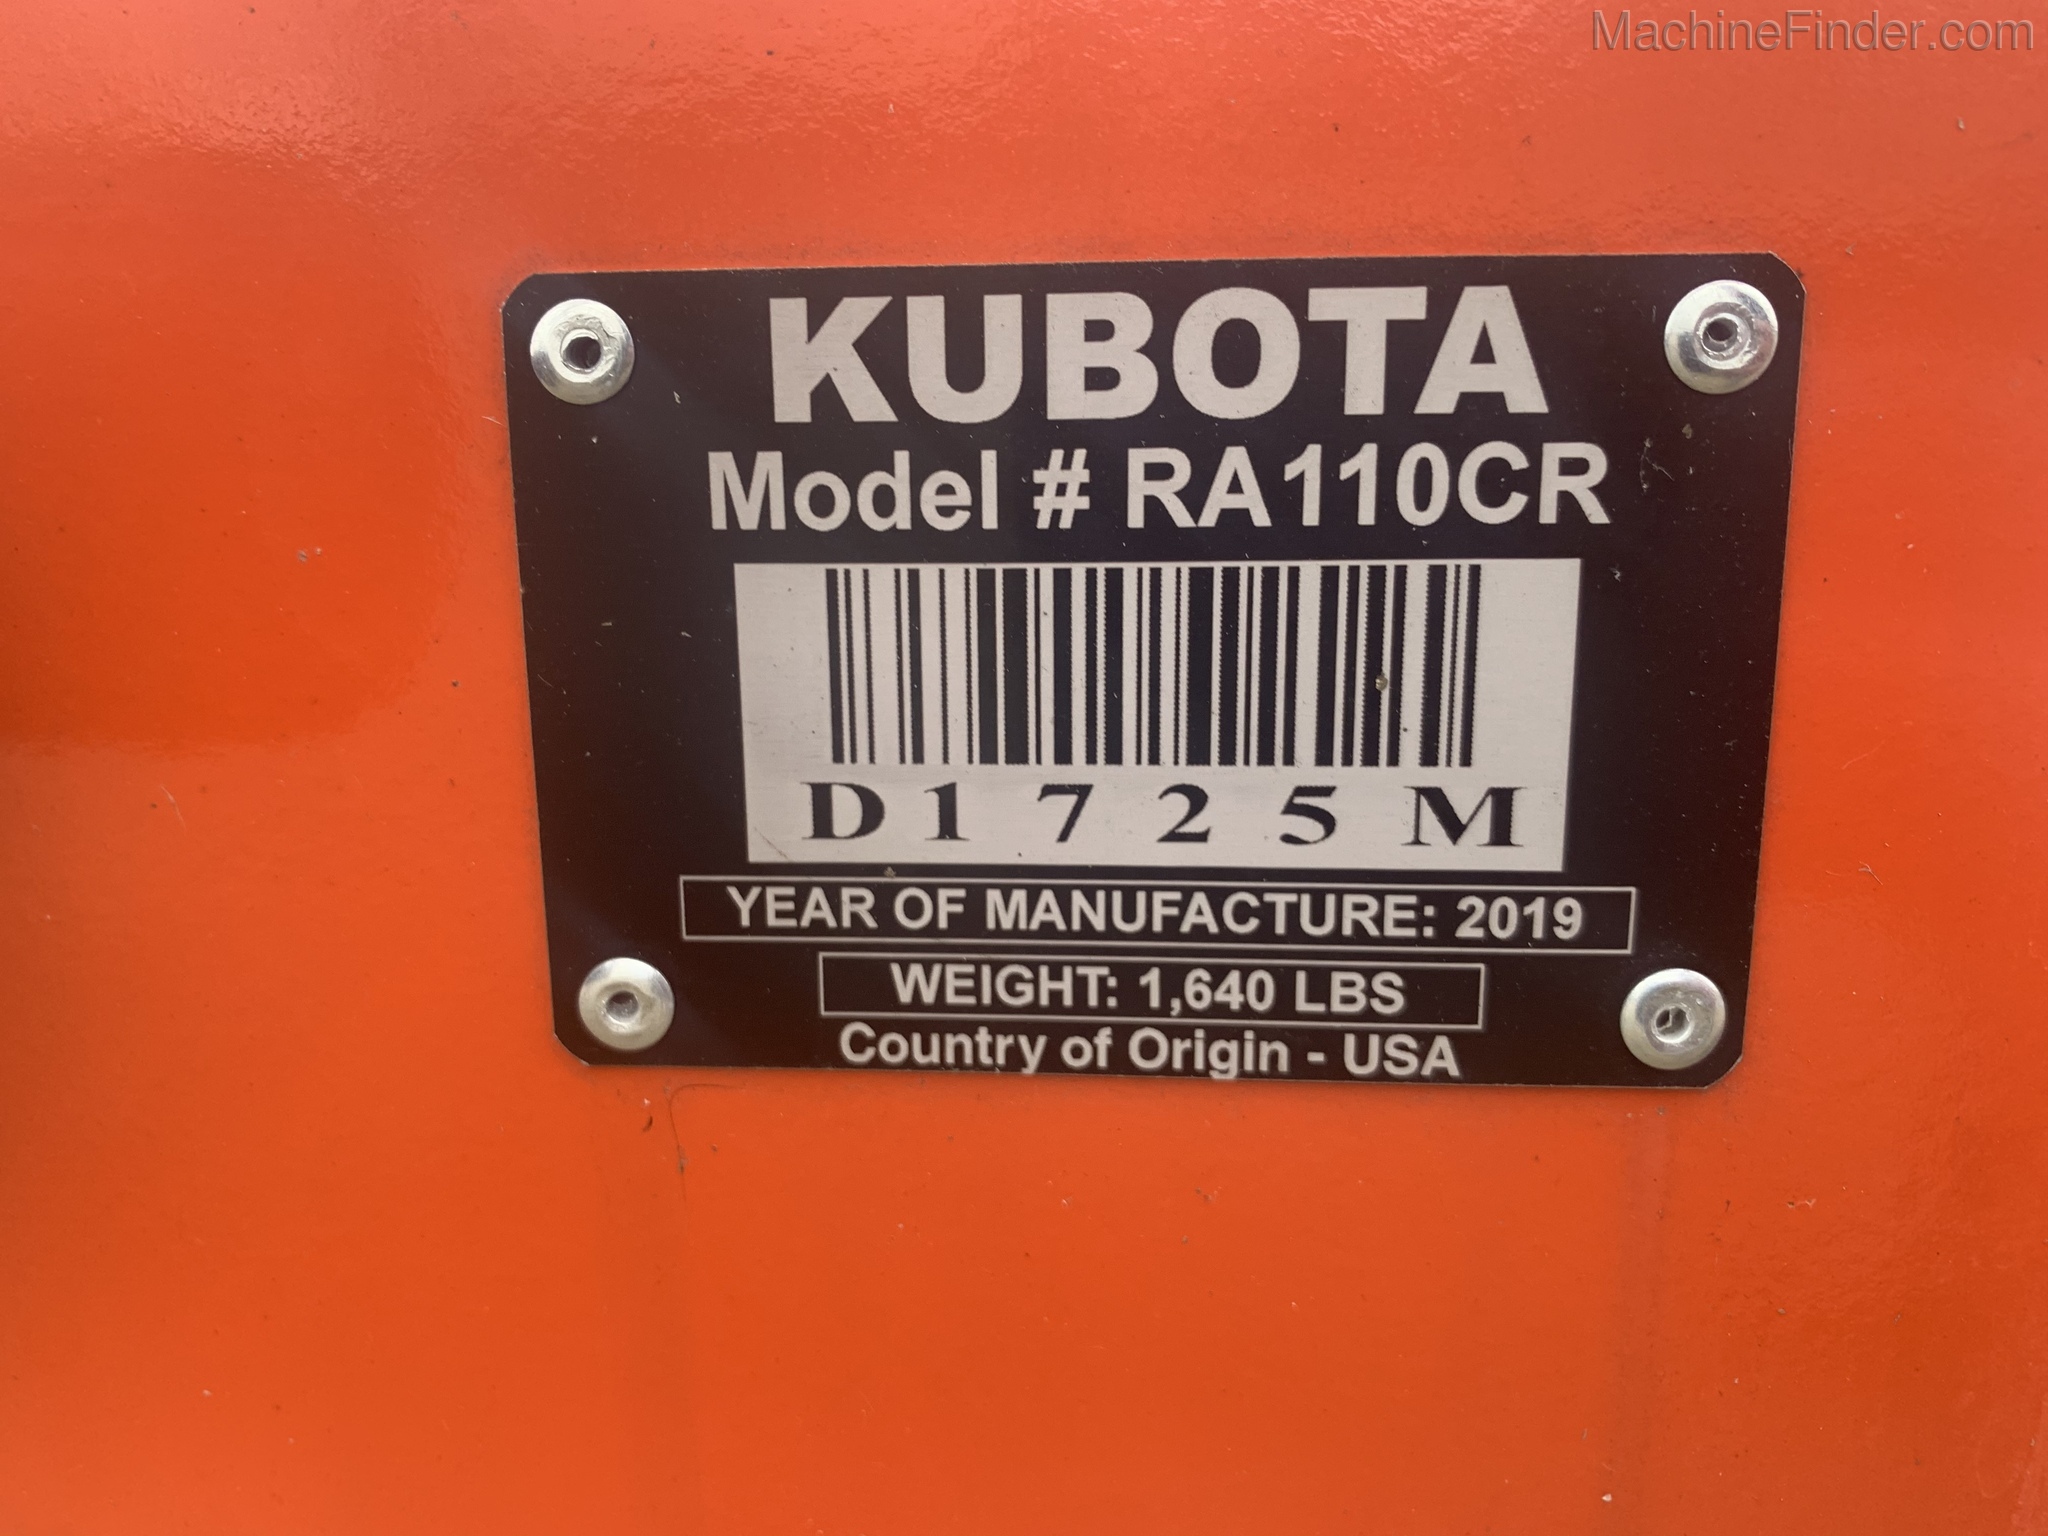 MachineFinder.com
KUBOTA
Model # RA110CR
D1725M
YEAR OF MANUFACTURE: 2019
WEIGHT: 1,640 LBS
Country of Origin - USA